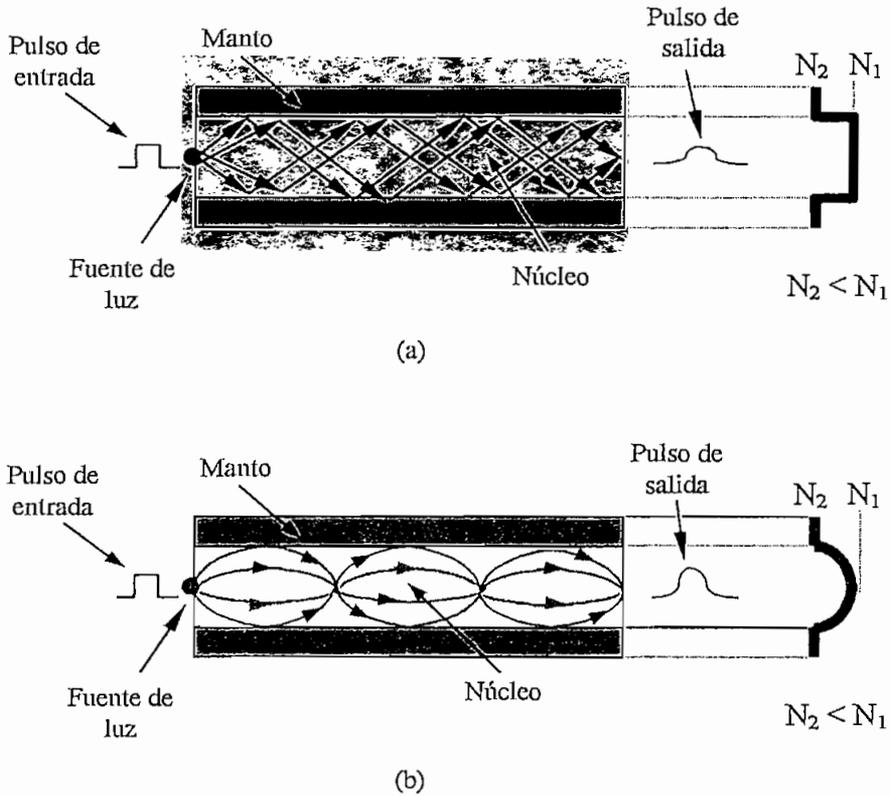 Pulso de
entrada
Manto
Pulso de
salida
N₂ N₁
Fuente de
luz
Núcleo
N₂ < N₁
(a)
Pulso de
entrada
Manto
Pulso de
salida
N₂ N₁
Fuente de
luz
Núcleo
N₂ < N₁
(b)